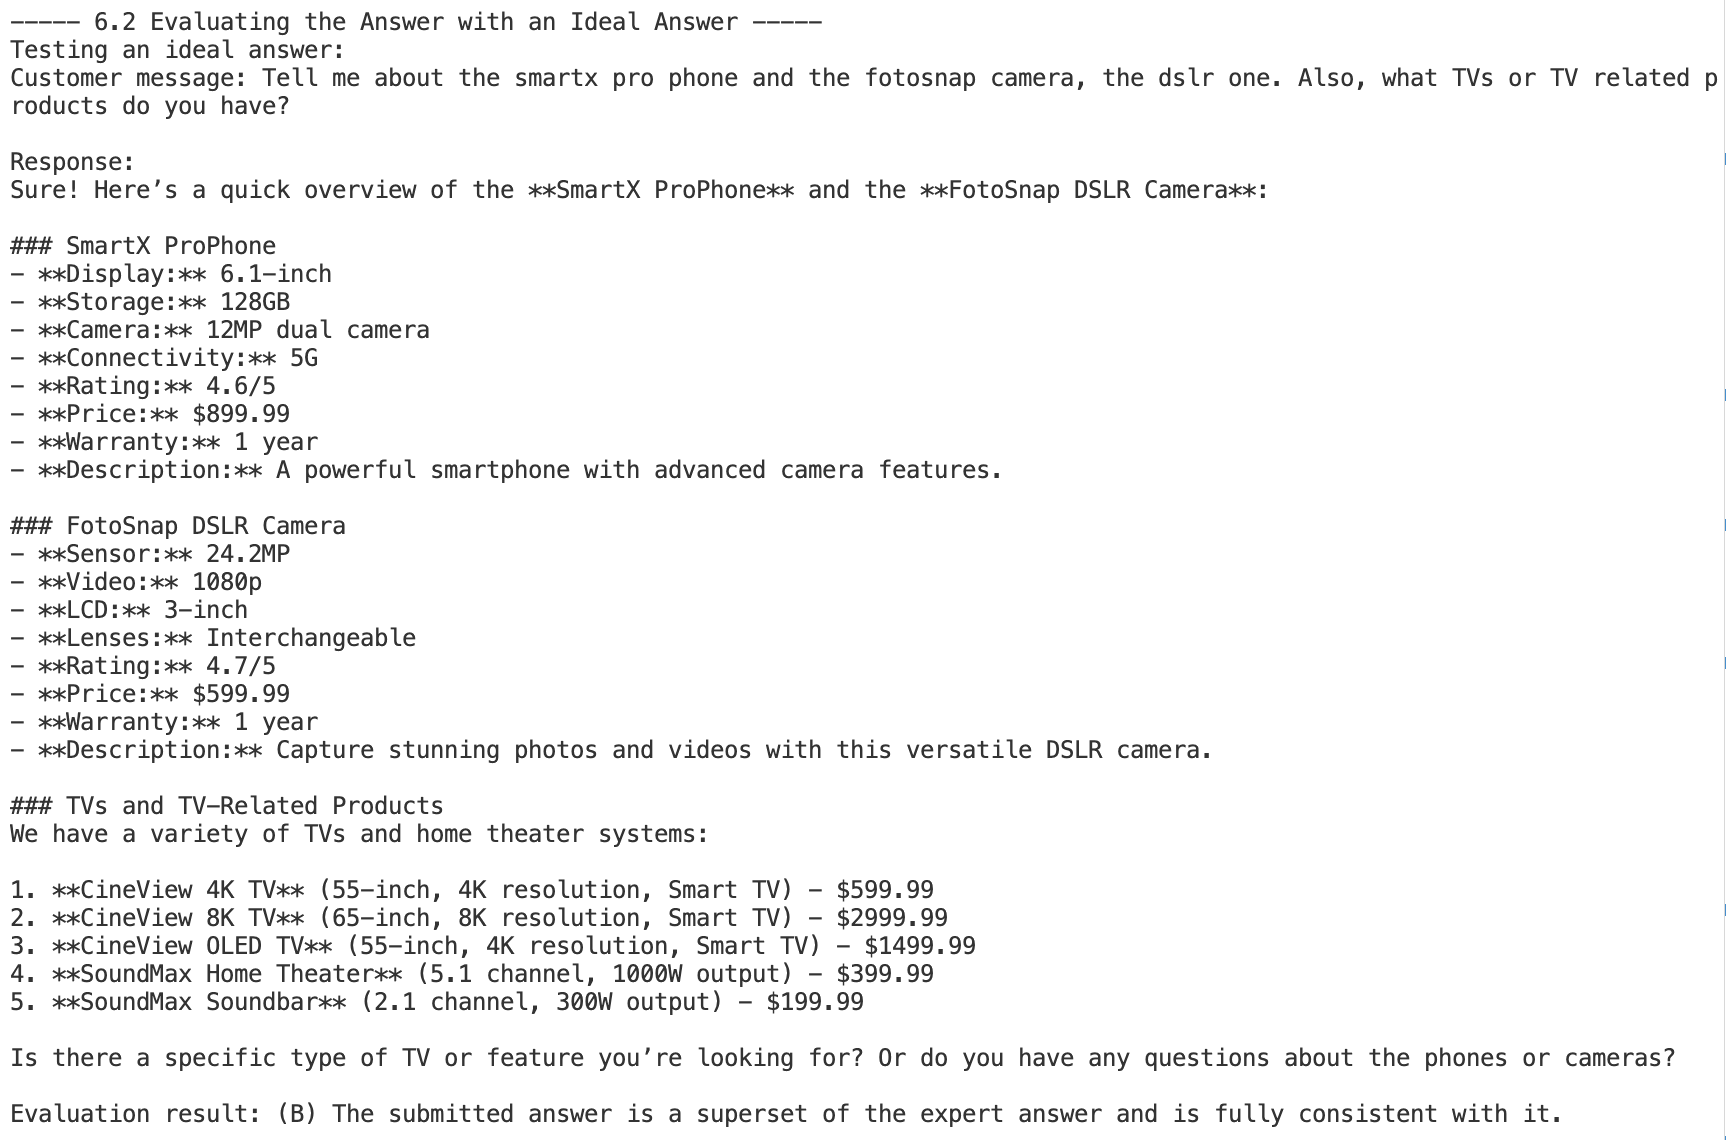 ----- 6.2 Evaluating the Answer with an Ideal Answer -----
Testing an ideal answer:
Customer message: Tell me about the smartx pro phone and the fotosnap camera, the dslr one. Also, what TVs or TV related p
roducts do you have?

Response:
Sure! Here’s a quick overview of the **SmartX ProPhone** and the **FotoSnap DSLR Camera**:

### SmartX ProPhone
- **Display:** 6.1-inch
- **Storage:** 128GB
- **Camera:** 12MP dual camera
- **Connectivity:** 5G
- **Rating:** 4.6/5
- **Price:** $899.99
- **Warranty:** 1 year
- **Description:** A powerful smartphone with advanced camera features.

### FotoSnap DSLR Camera
- **Sensor:** 24.2MP
- **Video:** 1080p
- **LCD:** 3-inch
- **Lenses:** Interchangeable
- **Rating:** 4.7/5
- **Price:** $599.99
- **Warranty:** 1 year
- **Description:** Capture stunning photos and videos with this versatile DSLR camera.

### TVs and TV-Related Products
We have a variety of TVs and home theater systems:

1. **CineView 4K TV** (55-inch, 4K resolution, Smart TV) - $599.99
2. **CineView 8K TV** (65-inch, 8K resolution, Smart TV) - $2999.99
3. **CineView OLED TV** (55-inch, 4K resolution, Smart TV) - $1499.99
4. **SoundMax Home Theater** (5.1 channel, 1000W output) - $399.99
5. **SoundMax Soundbar** (2.1 channel, 300W output) - $199.99

Is there a specific type of TV or feature you’re looking for? Or do you have any questions about the phones or cameras?

Evaluation result: (B) The submitted answer is a superset of the expert answer and is fully consistent with it.